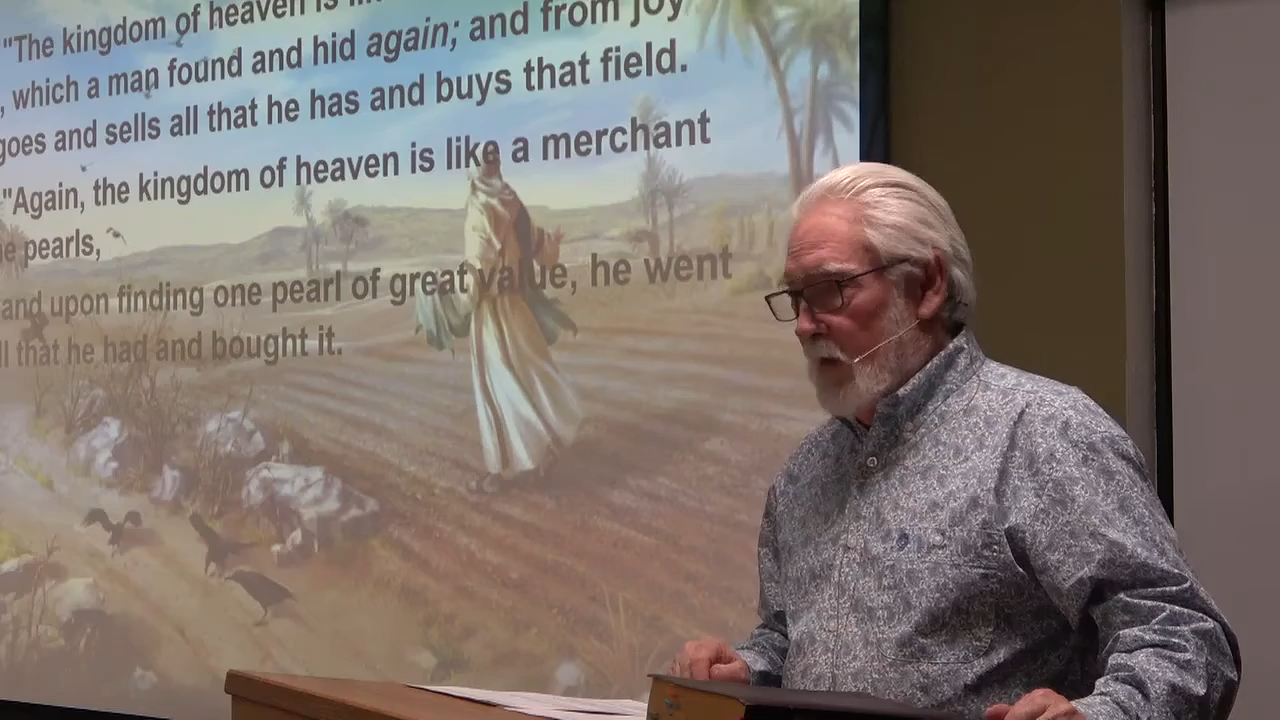 "The kingdom of heaven is
, which a man found and hid again; and from joy
goes and sells all that he has and buys that field.
"Again, the kingdom of heaven is like a merchant
pearls,
and upon finding one pearl of great value, he went
that he had and bought it.